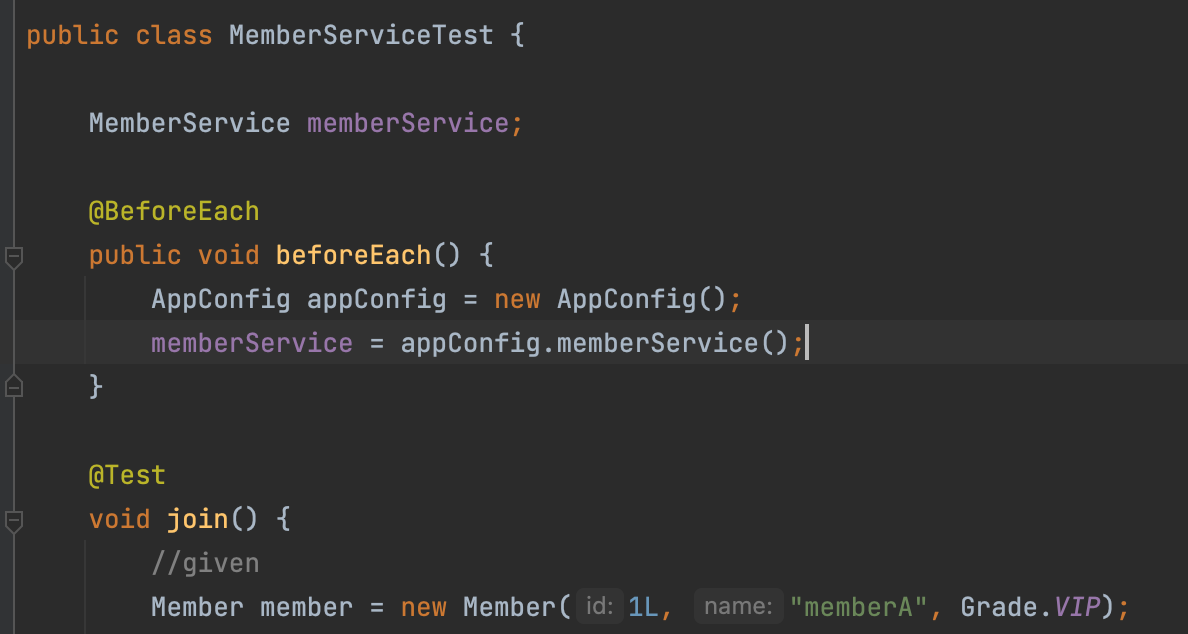 public class MemberServiceTest {
MemberService memberService;
@BeforeEach
public void beforeEach() {
AppConfig appConfig = new AppConfig();
memberService = appConfig.memberService();
}
@Test
void join() {
//given
Member member = new Member( id: 1L, name: "memberA", Grade.VIP);